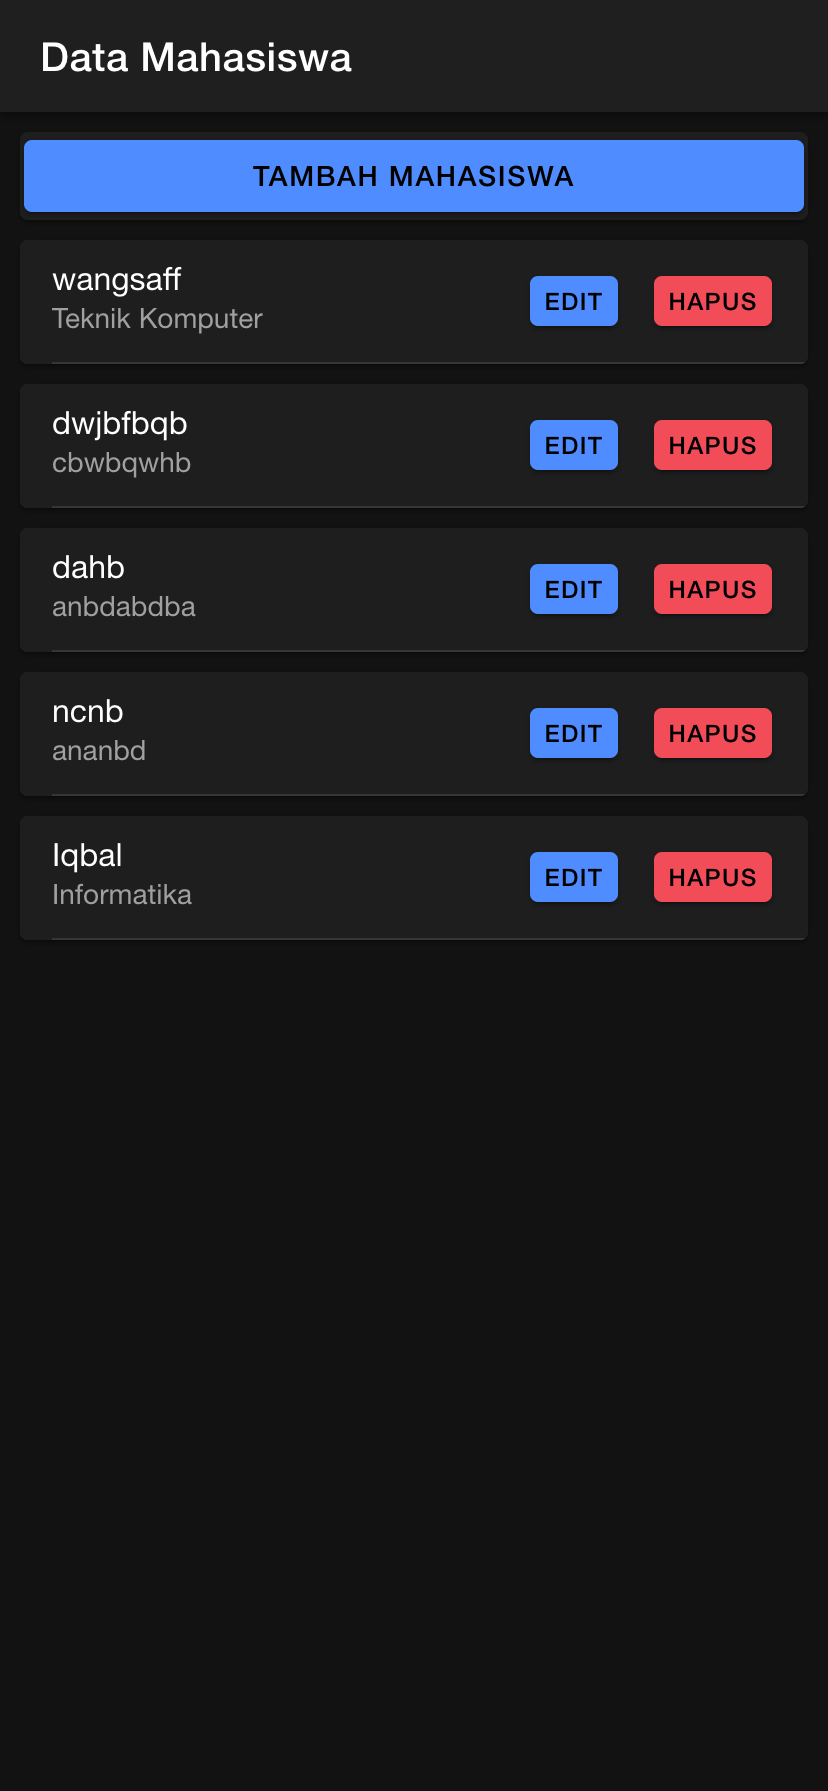 Data Mahasiswa
TAMBAH MAHASISWA
wangsaff
Teknik Komputer
EDIT
HAPUS
dwjbfbqb
cbwbqwhb
EDIT
HAPUS
dahb
anbdabdba
EDIT
HAPUS
ncnb
ananbd
EDIT
HAPUS
Iqbal
Informatika
EDIT
HAPUS